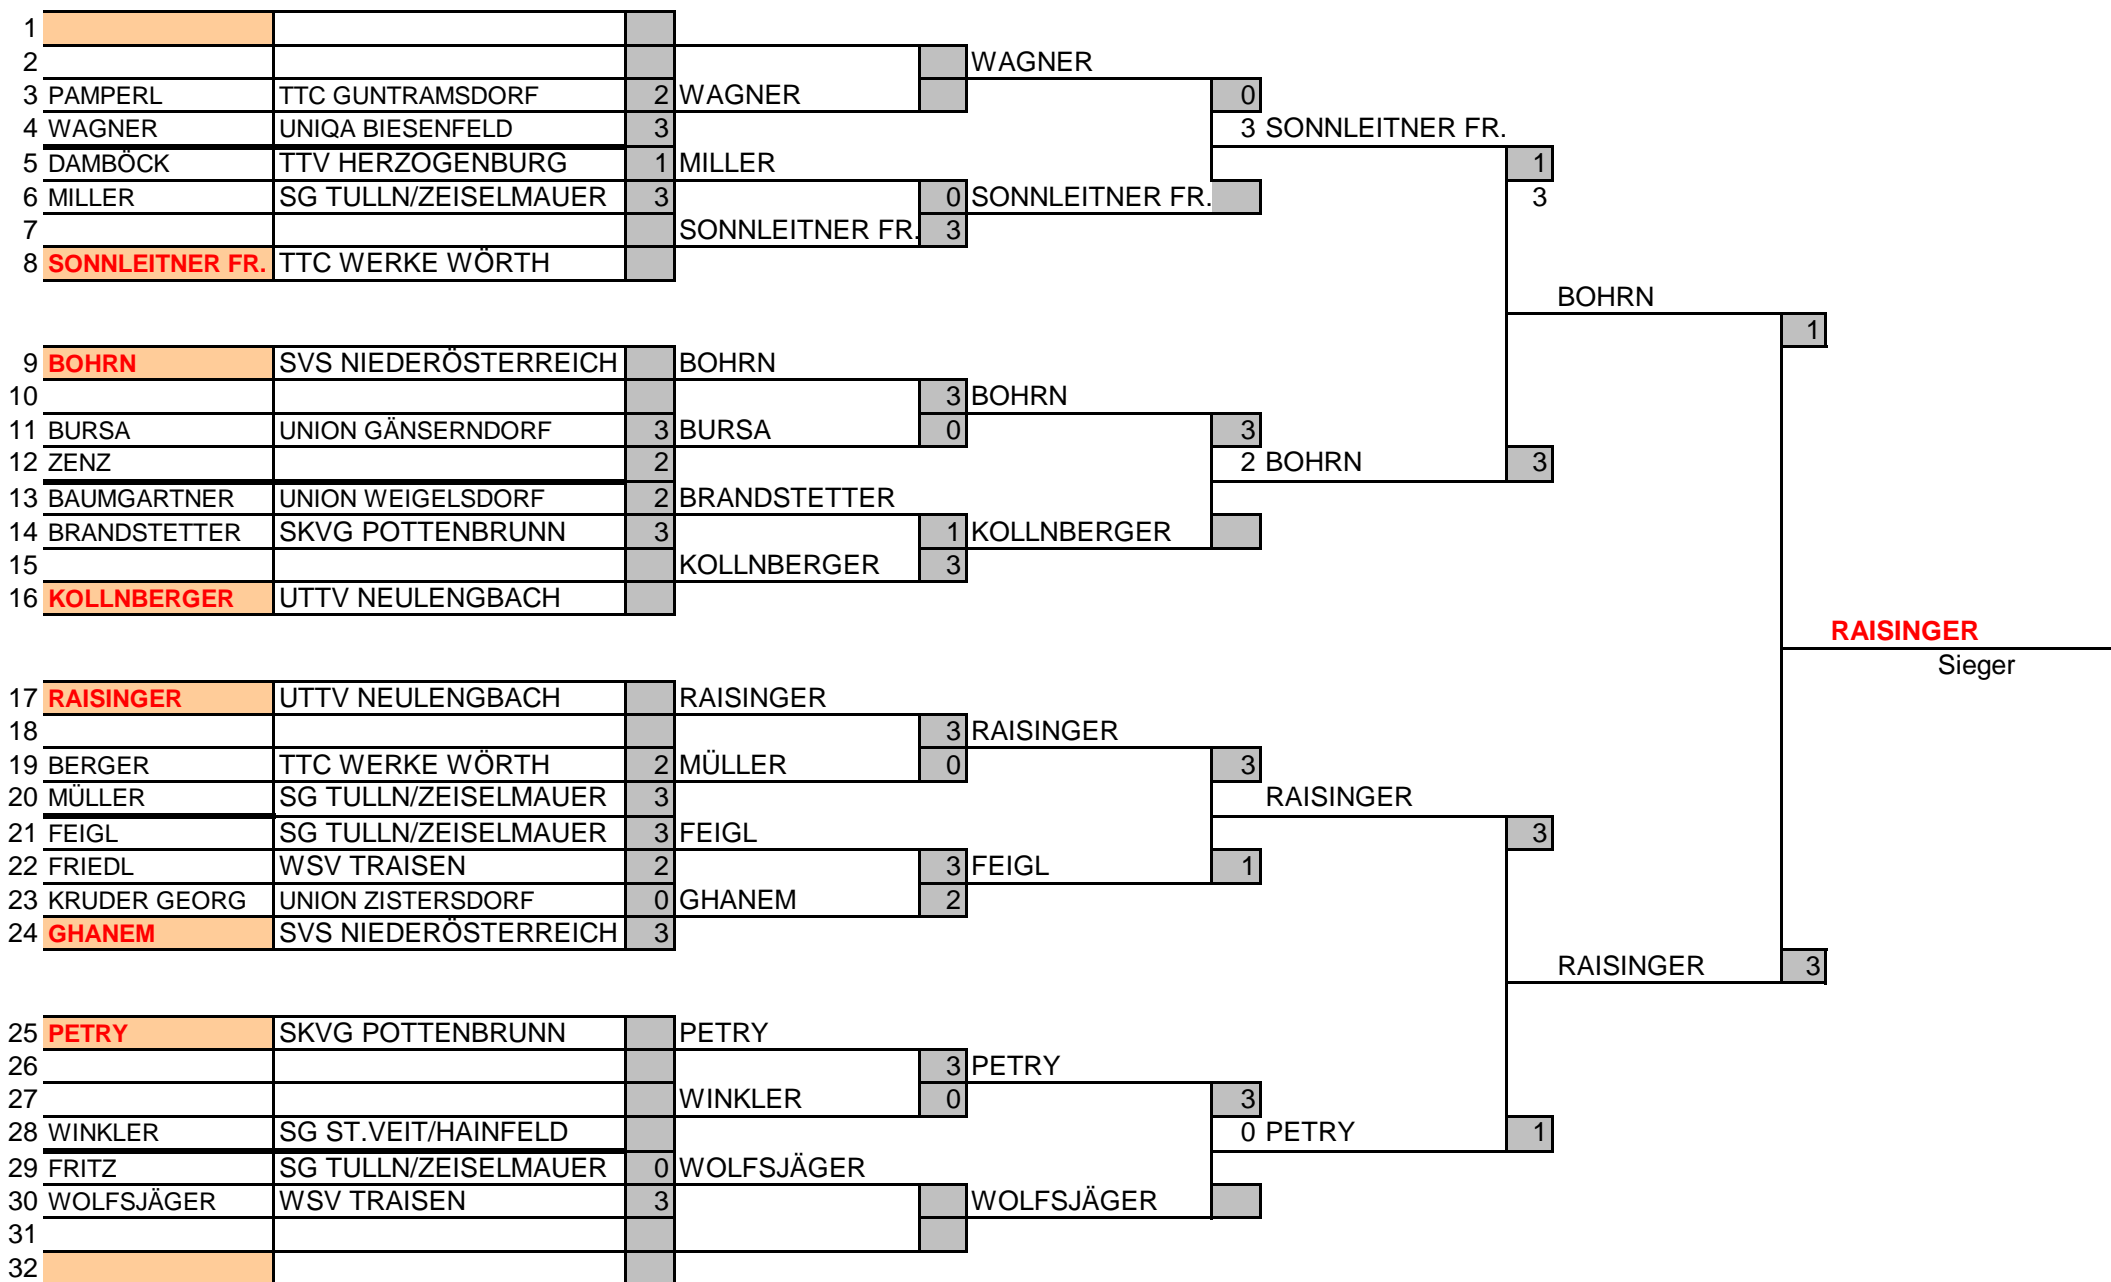 1
2 WAGNER
3 PAMPERL TTC GUNTRAMSDORF 2 WAGNER 0
4 WAGNER UNIQA BIESENFELD 3 3 SONNLEITNER FR.
5 DAMBÖCK TTV HERZOGENBURG 1 MILLER 1
6 MILLER SG TULLN/ZEISELMAUER 3 0 SONNLEITNER FR. 3
7 SONNLEITNER FR. 3
8 SONNLEITNER FR. TTC WERKE WÖRTH
BOHRN
1
9 BOHRN SVS NIEDERÖSTERREICH BOHRN
10 3 BOHRN
11 BURSA UNION GÄNSERNDORF 3 BURSA 0 3
12 ZENZ 2 2 BOHRN 3
13 BAUMGARTNER UNION WEIGELSDORF 2 BRANDSTETTER
14 BRANDSTETTER SKVG POTTENBRUNN 3 1 KOLLNBERGER
15 KOLLNBERGER 3
16 KOLLNBERGER UTTV NEULENGBACH
RAISINGER
Sieger
17 RAISINGER UTTV NEULENGBACH RAISINGER
18 3 RAISINGER
19 BERGER TTC WERKE WÖRTH 2 MÜLLER 0 3
20 MÜLLER SG TULLN/ZEISELMAUER 3 RAISINGER
21 FEIGL SG TULLN/ZEISELMAUER 3 FEIGL 3
22 FRIEDL WSV TRAISEN 2 3 FEIGL 1
23 KRUDER GEORG UNION ZISTERSDORF 0 GHANEM 2
24 GHANEM SVS NIEDERÖSTERREICH 3
RAISINGER 3
25 PETRY SKVG POTTENBRUNN PETRY
26 3 PETRY
27 WINKLER 0 3
28 WINKLER SG ST.VEIT/HAINFELD 0 PETRY 1
29 FRITZ SG TULLN/ZEISELMAUER 0 WOLFSJÄGER
30 WOLFSJÄGER WSV TRAISEN 3 WOLFSJÄGER
31
32